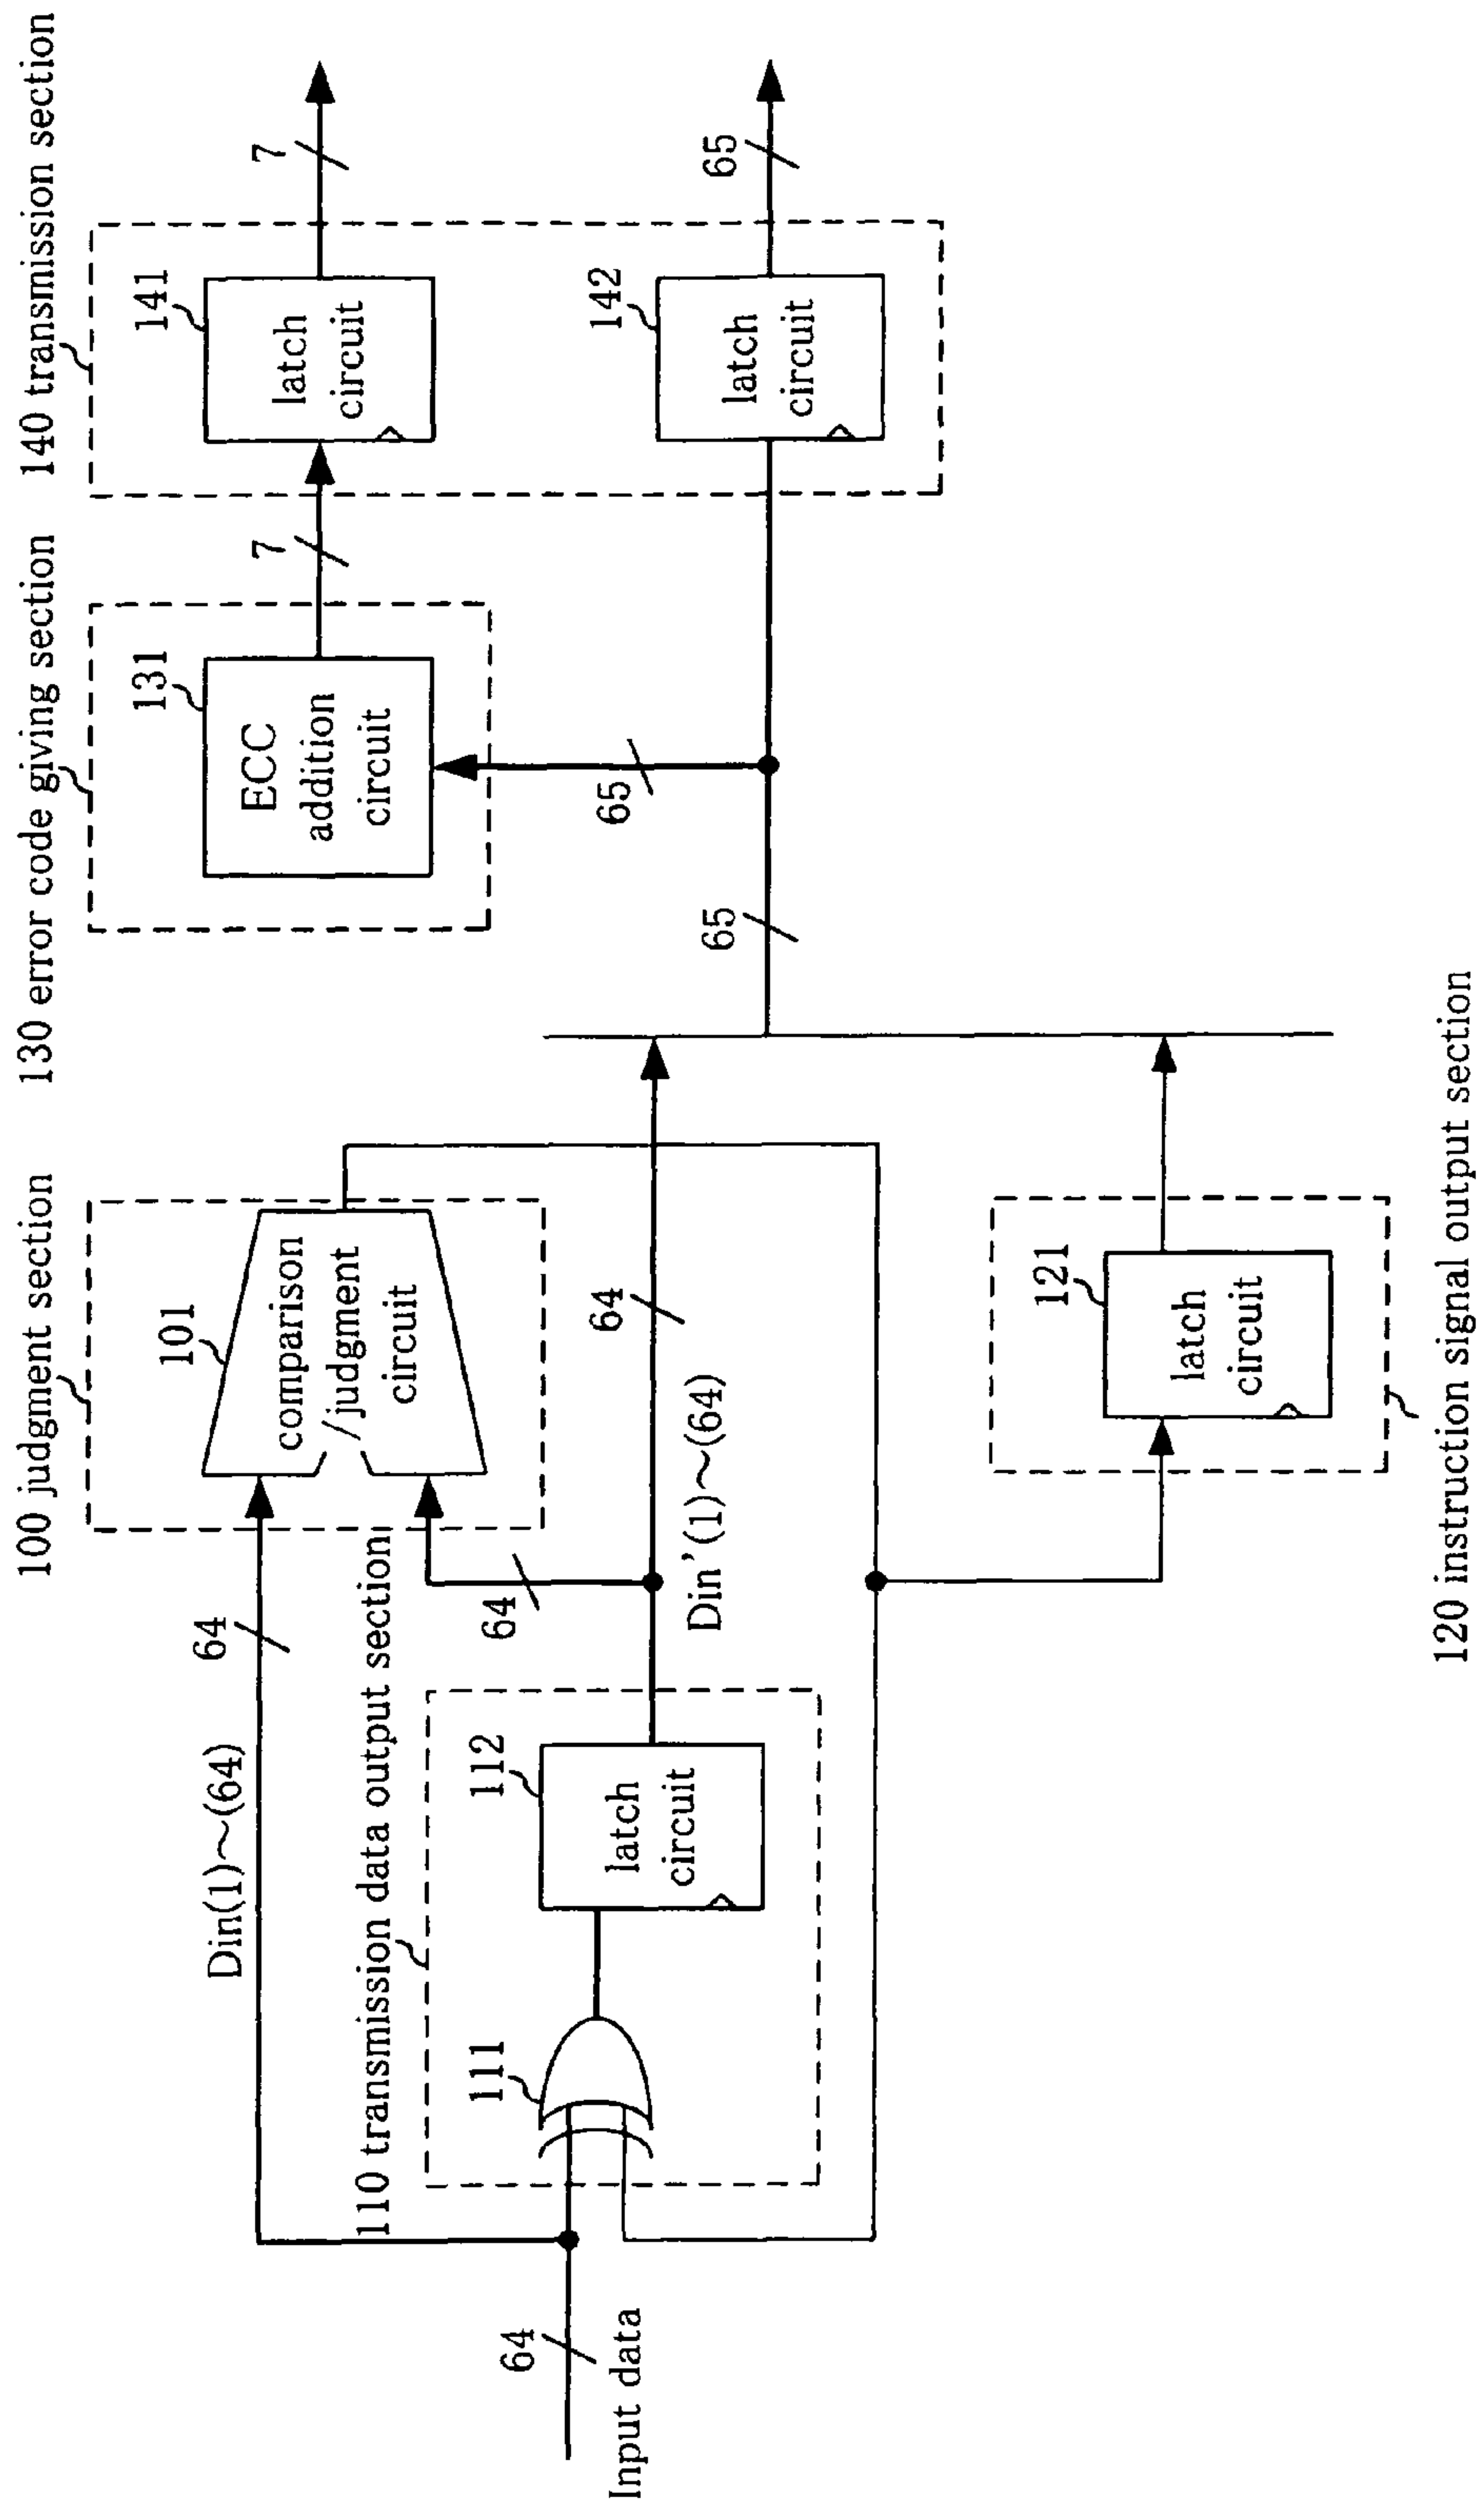 100 judgment section
130 error code giving section
140 transmission section
101
comparison
/judgment
circuit
131
ECC
addition
circuit
7
141
latch
circuit
7
Din(1)~(64)
64
110 transmission data output section
64
65
142
latch
circuit
65
111
112
latch
circuit
64
Din'(1)~(64)
65
64
Input data
121
latch
circuit
120 instruction signal output section